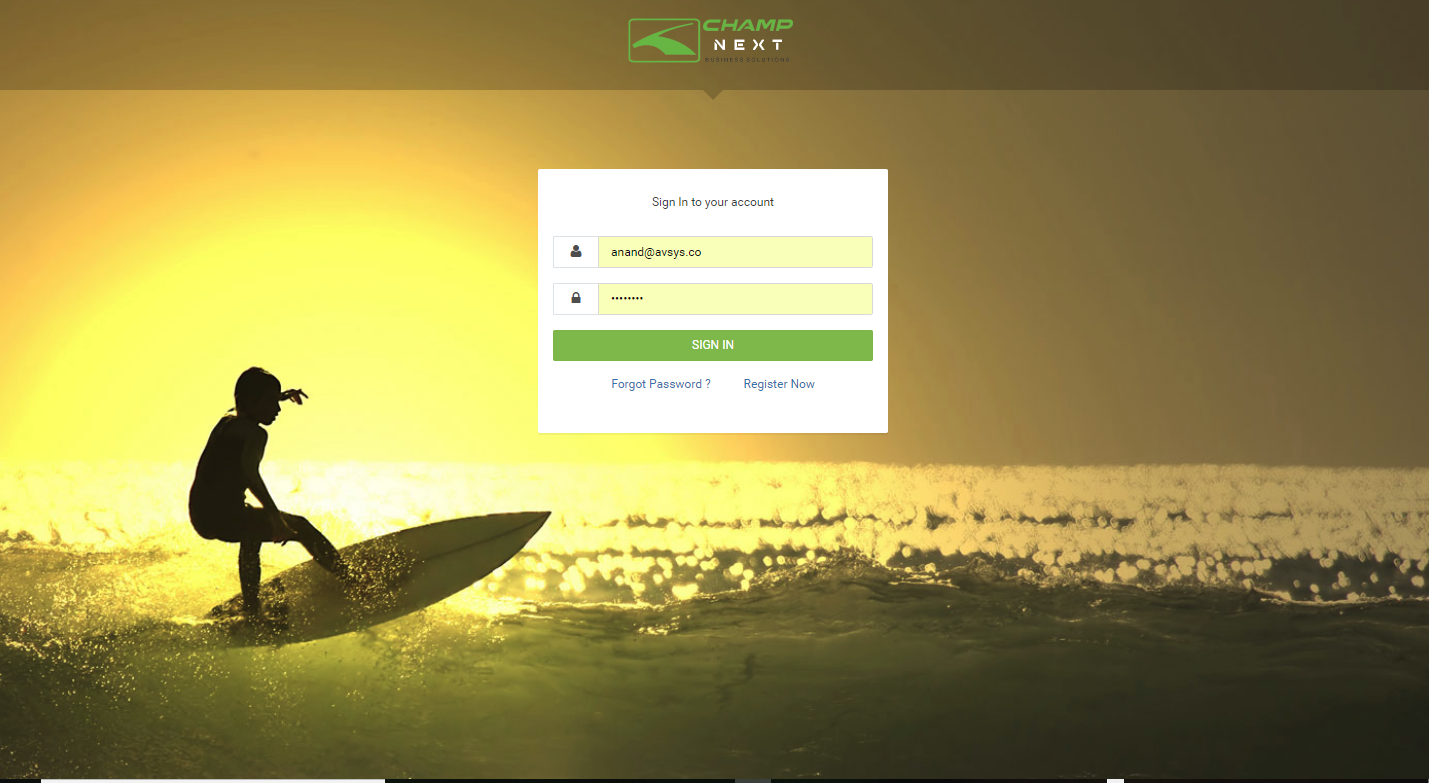 CHAMP
NEXT
BUSINESS SOLUTIONS
Sign In to your account
anand@avsys.co
••••••••
SIGN IN
Forgot Password ? Register Now